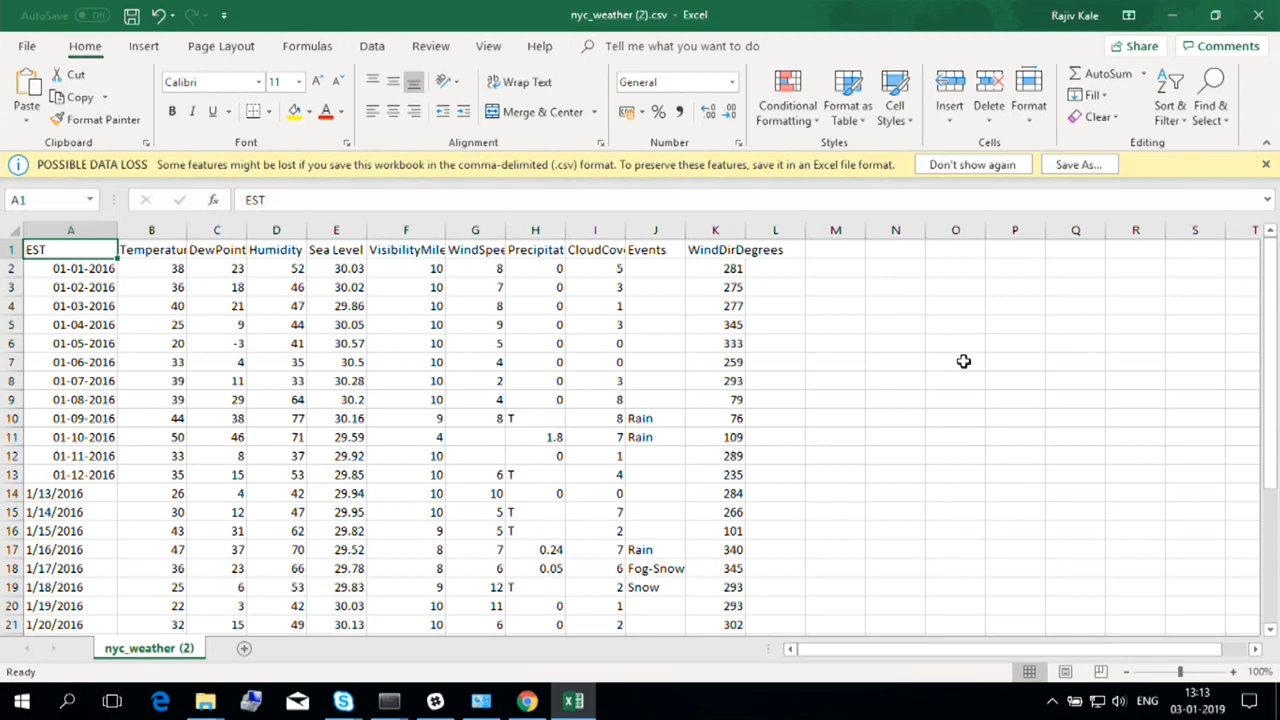 AutoSave Off nyc_weather (2).csv - Excel Rajiv Kale
File Home Insert Page Layout Formulas Data Review View Help Tell me what you want to do Share Comments
Paste Cut Copy Format Painter
Calibri 11 B I U
Wrap Text Merge & Center
General % 
Conditional Formatting Format as Table Cell Styles
Insert Delete Format
AutoSum Fill Clear Sort & Filter Find & Select
Clipboard Font Alignment Number Styles Cells Editing
POSSIBLE DATA LOSS Some features might be lost if you save this workbook in the comma-delimited (.csv) format. To preserve these features, save it in an Excel file format. Don't show again Save As...
A1 fx EST
A B C D E F G H I J K L M N O P Q R S T
1 EST Temperatur DewPoint Humidity Sea Level VisibilityMile WindSpee Precipitat CloudCov Events WindDirDegrees
2 01-01-2016 38 23 52 30.03 10 8 0 5 281
3 01-02-2016 36 18 46 30.02 10 7 0 3 275
4 01-03-2016 40 21 47 29.86 10 8 0 1 277
5 01-04-2016 25 9 44 30.05 10 9 0 3 345
6 01-05-2016 20 -3 41 30.57 10 5 0 0 333
7 01-06-2016 33 4 35 30.5 10 4 0 0 259
8 01-07-2016 39 11 33 30.28 10 2 0 3 293
9 01-08-2016 39 29 64 30.2 10 4 0 8 79
10 01-09-2016 44 38 77 30.16 9 8 T 8 Rain 76
11 01-10-2016 50 46 71 29.59 4 1.8 7 Rain 109
12 01-11-2016 33 8 37 29.92 10 0 1 289
13 01-12-2016 35 15 53 29.85 10 6 T 4 235
14 1/13/2016 26 4 42 29.94 10 10 0 0 284
15 1/14/2016 30 12 47 29.95 10 5 T 7 266
16 1/15/2016 43 31 62 29.82 9 5 T 2 101
17 1/16/2016 47 37 70 29.52 8 7 0.24 7 Rain 340
18 1/17/2016 36 23 66 29.78 8 6 0.05 6 Fog-Snow 345
19 1/18/2016 25 6 53 29.83 9 12 T 2 Snow 293
20 1/19/2016 22 3 42 30.03 10 11 0 1 293
21 1/20/2016 32 15 49 30.13 10 6 0 2 302
nyc_weather (2)
Ready 100%
ENG 13:13
03-01-2019